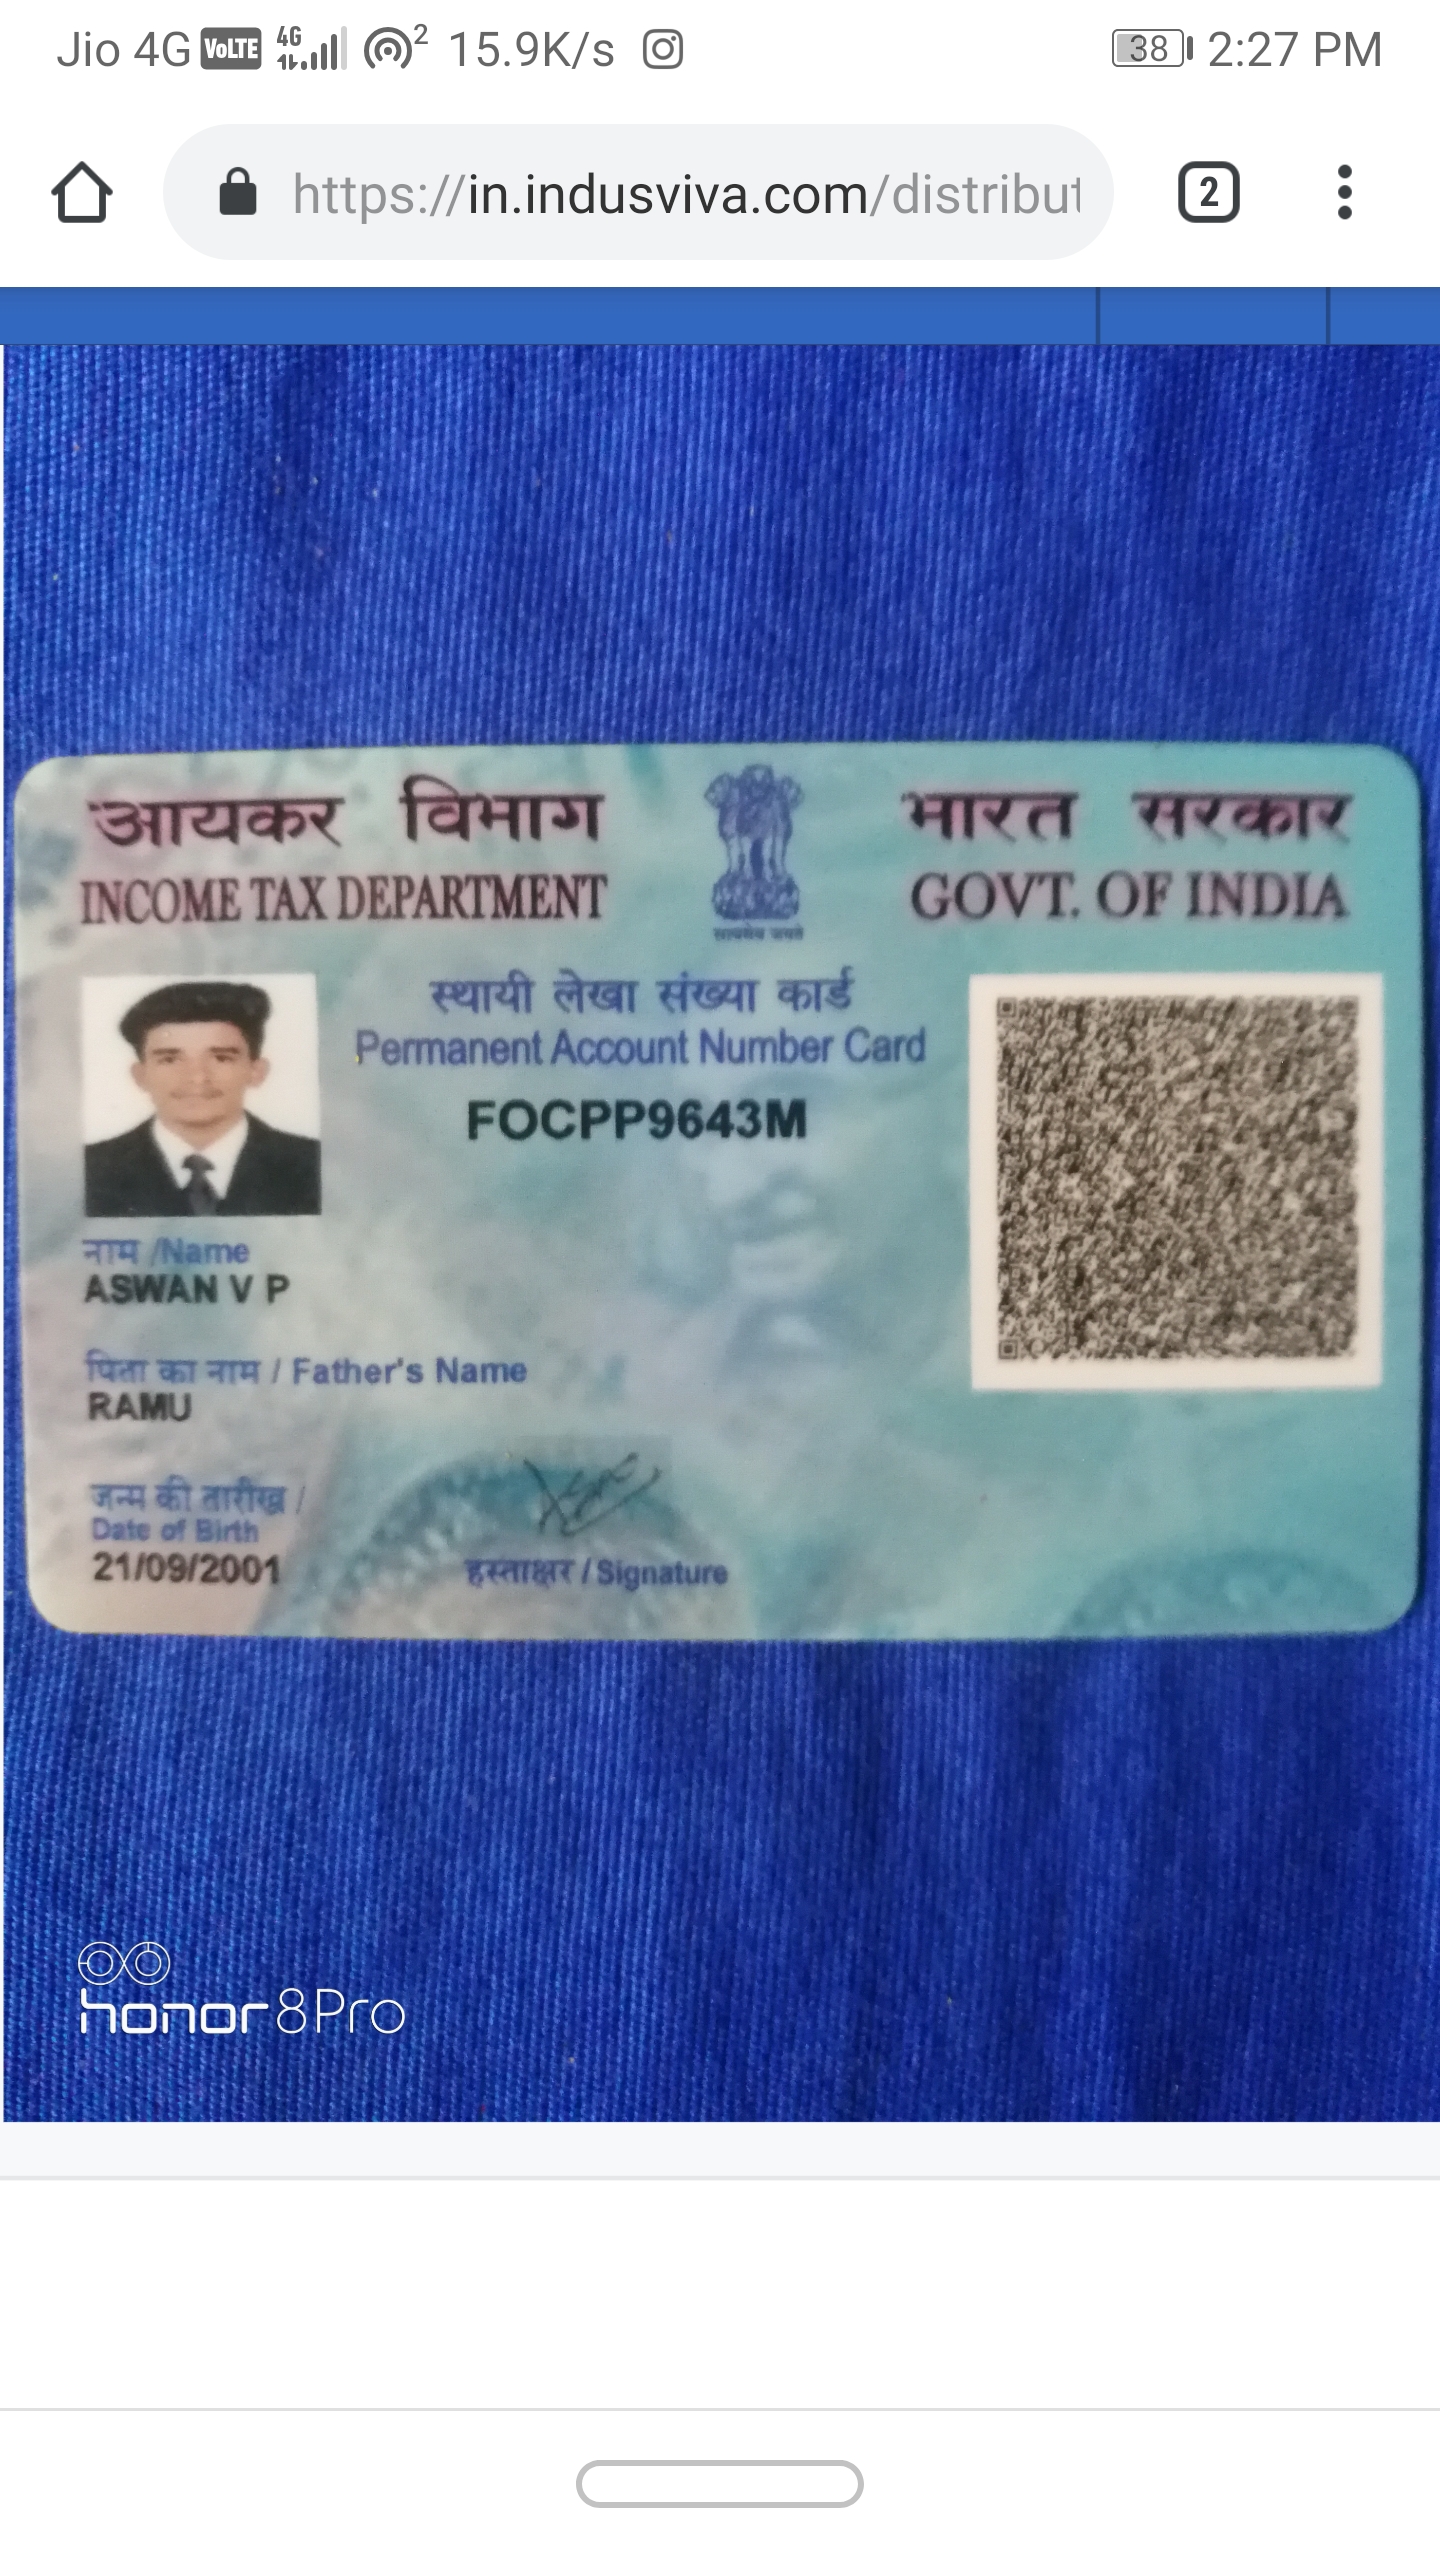 Jio 4G VoLTE 4G 2 15.9K/s 38 2:27 PM
https://in.indusviva.com/distribut 2
आयकर विभाग भारत सरकार
INCOME TAX DEPARTMENT GOVT. OF INDIA
सत्यमेव जयते
स्थायी लेखा संख्या कार्ड
Permanent Account Number Card
FOCPP9643M
नाम /Name
ASWAN V P
पिता का नाम / Father's Name
RAMU
जन्म की तारीख /
Date of Birth
21/09/2001
हस्ताक्षर / Signature
honor 8 Pro